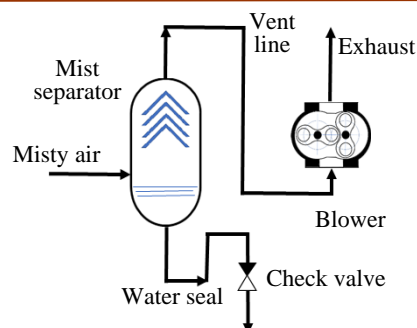 Vent
line
Exhaust
Mist
separator
Misty air
Blower
Check valve
Water seal